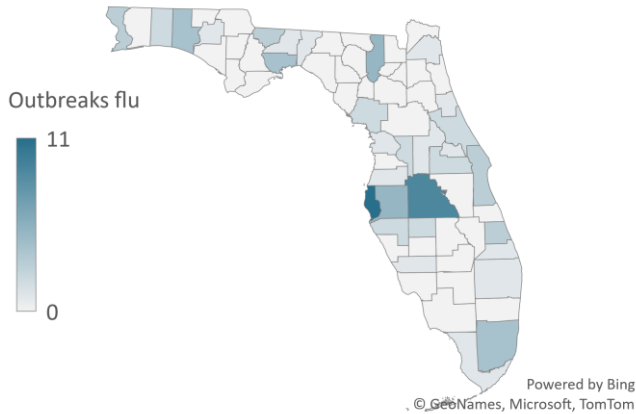 Outbreaks flu
11
0
Powered by Bing
© GeoNames, Microsoft, TomTom